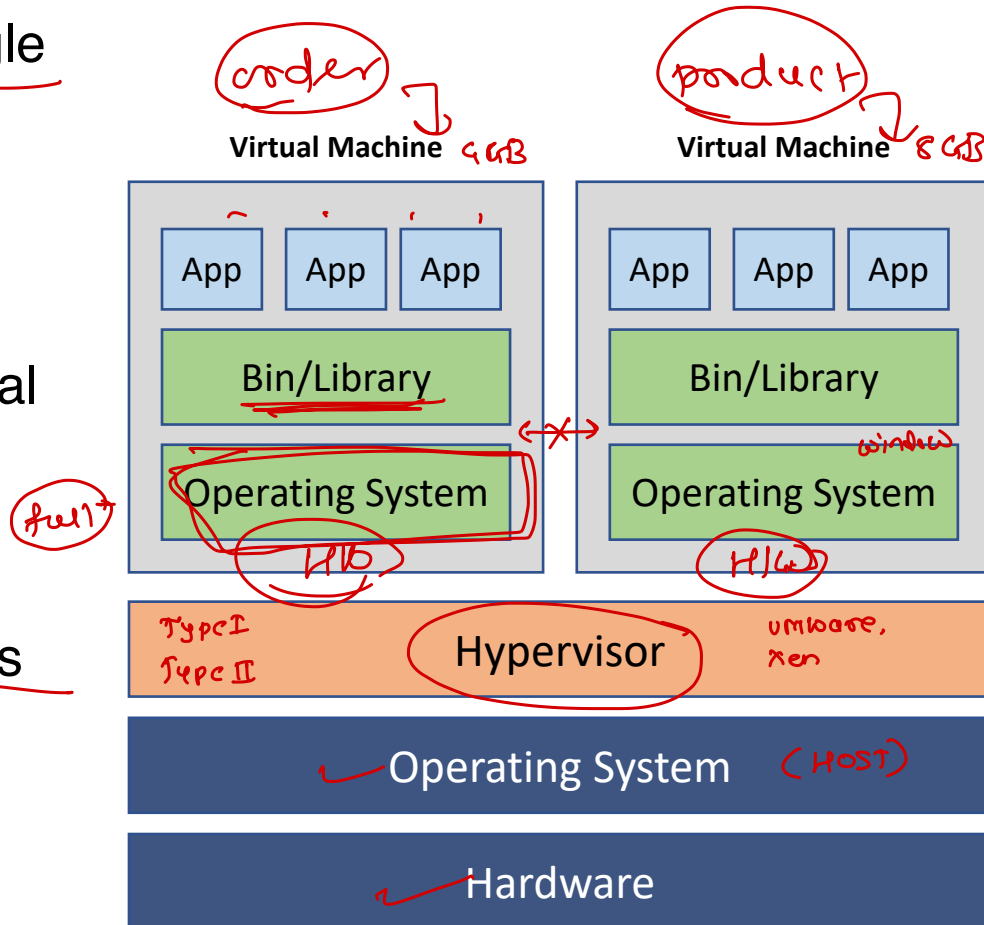 gle
order
product
Virtual Machine 4GB
Virtual Machine 8GB
App App App
App App App
Bin/Library
Bin/Library
al
window
full
Operating System
Operating System
H/W
Type I
Type II
Hypervisor
vmware,
xen
s
Operating System (HOST)
Hardware